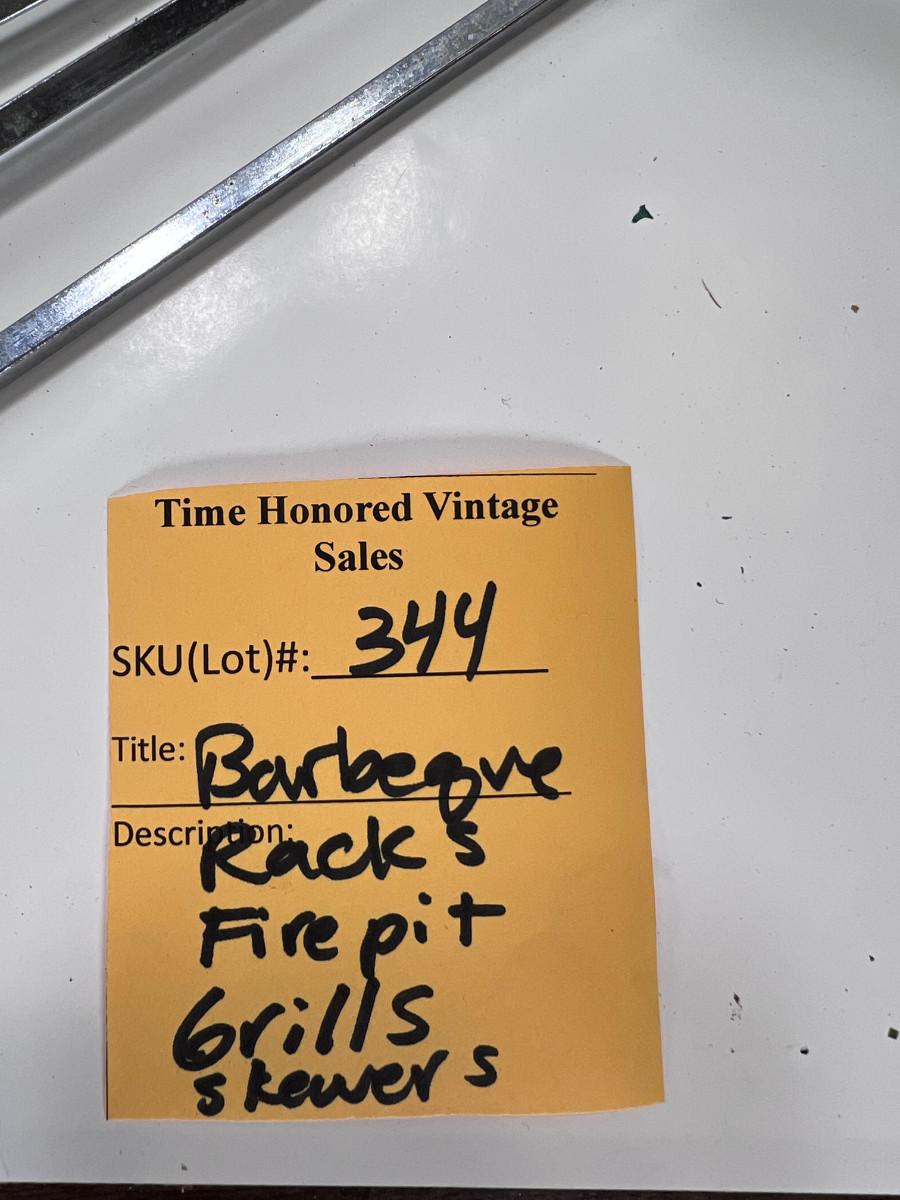 Time Honored Vintage
Sales
SKU(Lot)#: 344
Title: Barbeque
Description:
Racks
Firepit
Grills
skewers